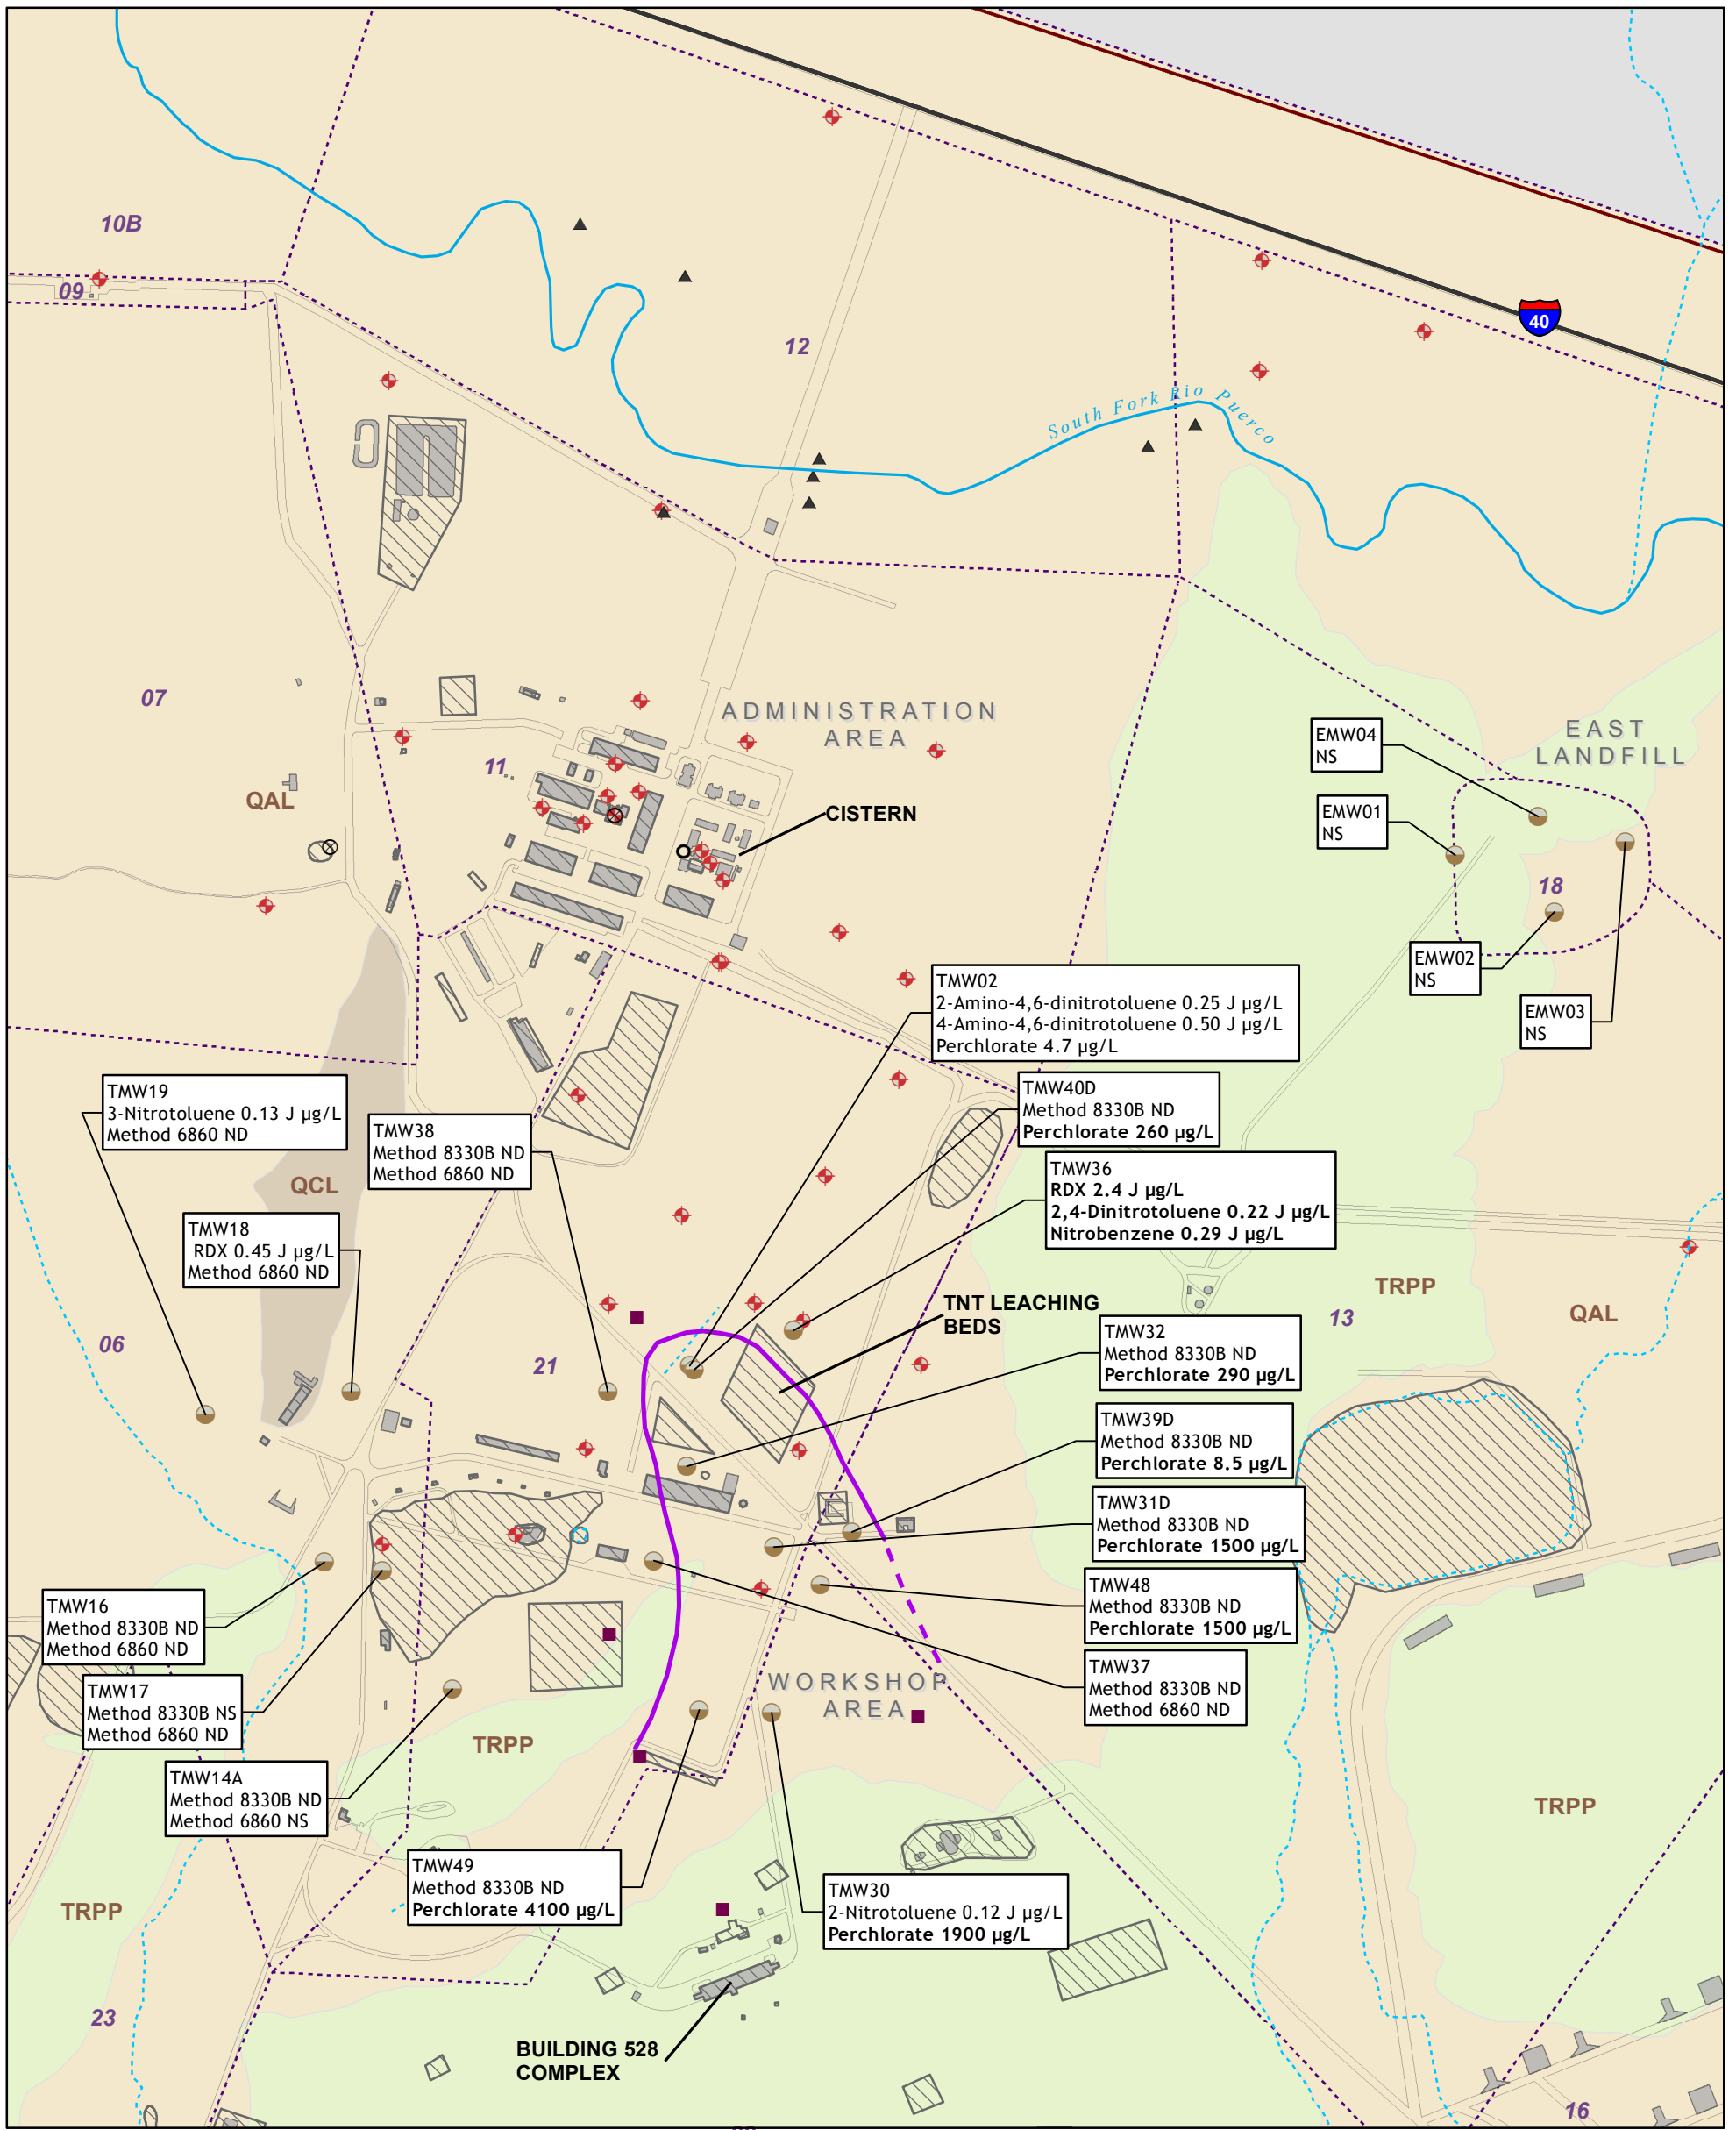 10B
09
12
40
South Fork Rio Puerco
07
ADMINISTRATION
AREA
11
QAL
CISTERN
EMW04
NS
EAST
LANDFILL
EMW01
NS
18
EMW02
NS
EMW03
NS
TMW02
2-Amino-4,6-dinitrotoluene 0.25 J µg/L
4-Amino-4,6-dinitrotoluene 0.50 J µg/L
Perchlorate 4.7 µg/L
TMW19
3-Nitrotoluene 0.13 J µg/L
Method 6860 ND
TMW38
Method 8330B ND
Method 6860 ND
TMW40D
Method 8330B ND
Perchlorate 260 µg/L
QCL
TMW36
RDX 2.4 J µg/L
2,4-Dinitrotoluene 0.22 J µg/L
Nitrobenzene 0.29 J µg/L
TMW18
RDX 0.45 J µg/L
Method 6860 ND
TNT LEACHING
BEDS
TRPP
13
QAL
06
21
TMW32
Method 8330B ND
Perchlorate 290 µg/L
TMW39D
Method 8330B ND
Perchlorate 8.5 µg/L
TMW31D
Method 8330B ND
Perchlorate 1500 µg/L
TMW16
Method 8330B ND
Method 6860 ND
TMW48
Method 8330B ND
Perchlorate 1500 µg/L
TMW17
Method 8330B NS
Method 6860 ND
WORKSHOP
AREA
TMW37
Method 8330B ND
Method 6860 ND
TRPP
TMW14A
Method 8330B ND
Method 6860 NS
TRPP
TMW49
Method 8330B ND
Perchlorate 4100 µg/L
TMW30
2-Nitrotoluene 0.12 J µg/L
Perchlorate 1900 µg/L
TRPP
23
BUILDING 528
COMPLEX
16